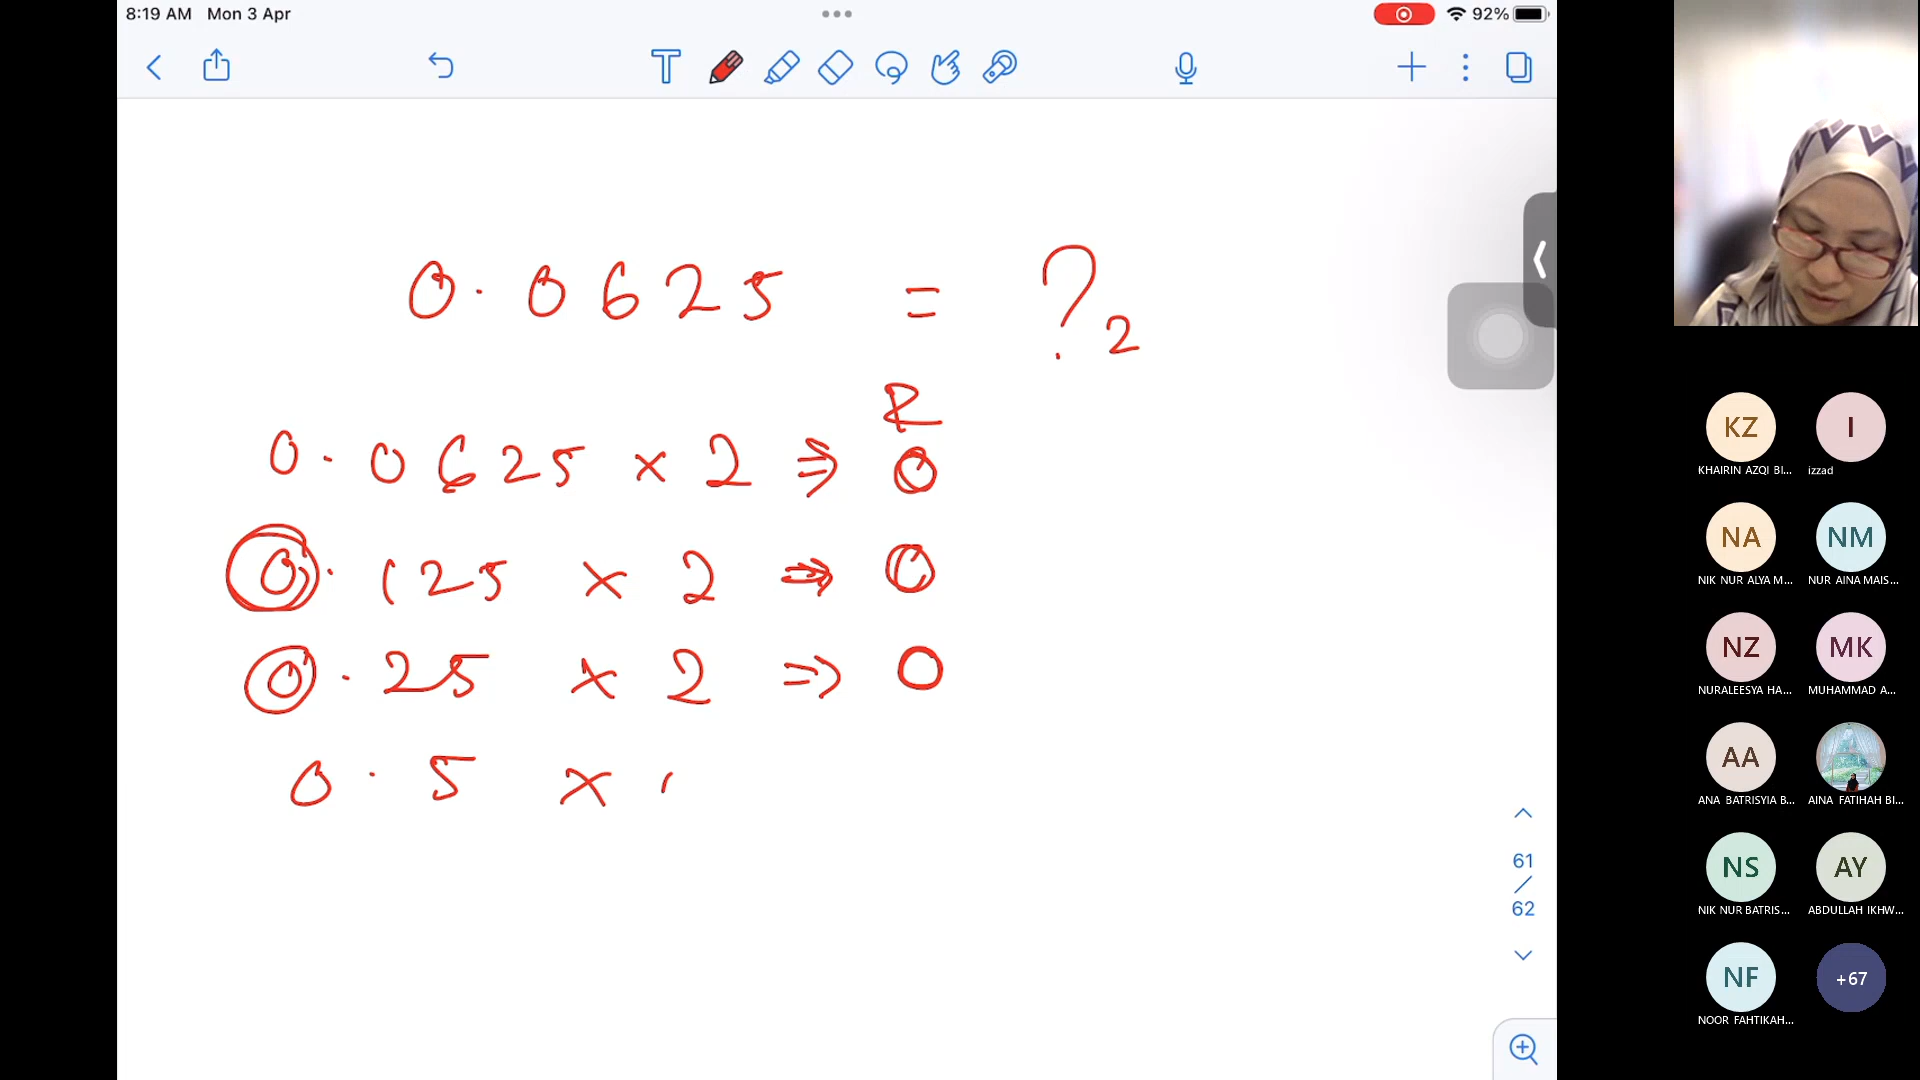 8:19 AM Mon 3 Apr
92%
0.0625 = ?2
R
0.0625 × 2 ⇒ 0
0.125 × 2 ⇒ 0
0.25 × 2 ⇒ 0
0.5 ×
61
/
62
KZ
I
KHAIRIN AZQI BI...
izzad
NA
NM
NIK NUR ALYA M...
NUR AINA MAIS...
NZ
MK
NURALEESYA HA...
MUHAMMAD A...
AA
ANA BATRISYIA B...
AINA FATIHAH BI...
NS
AY
NIK NUR BATRIS...
ABDULLAH IKHW...
NF
+67
NOOR FAHTIKAH...